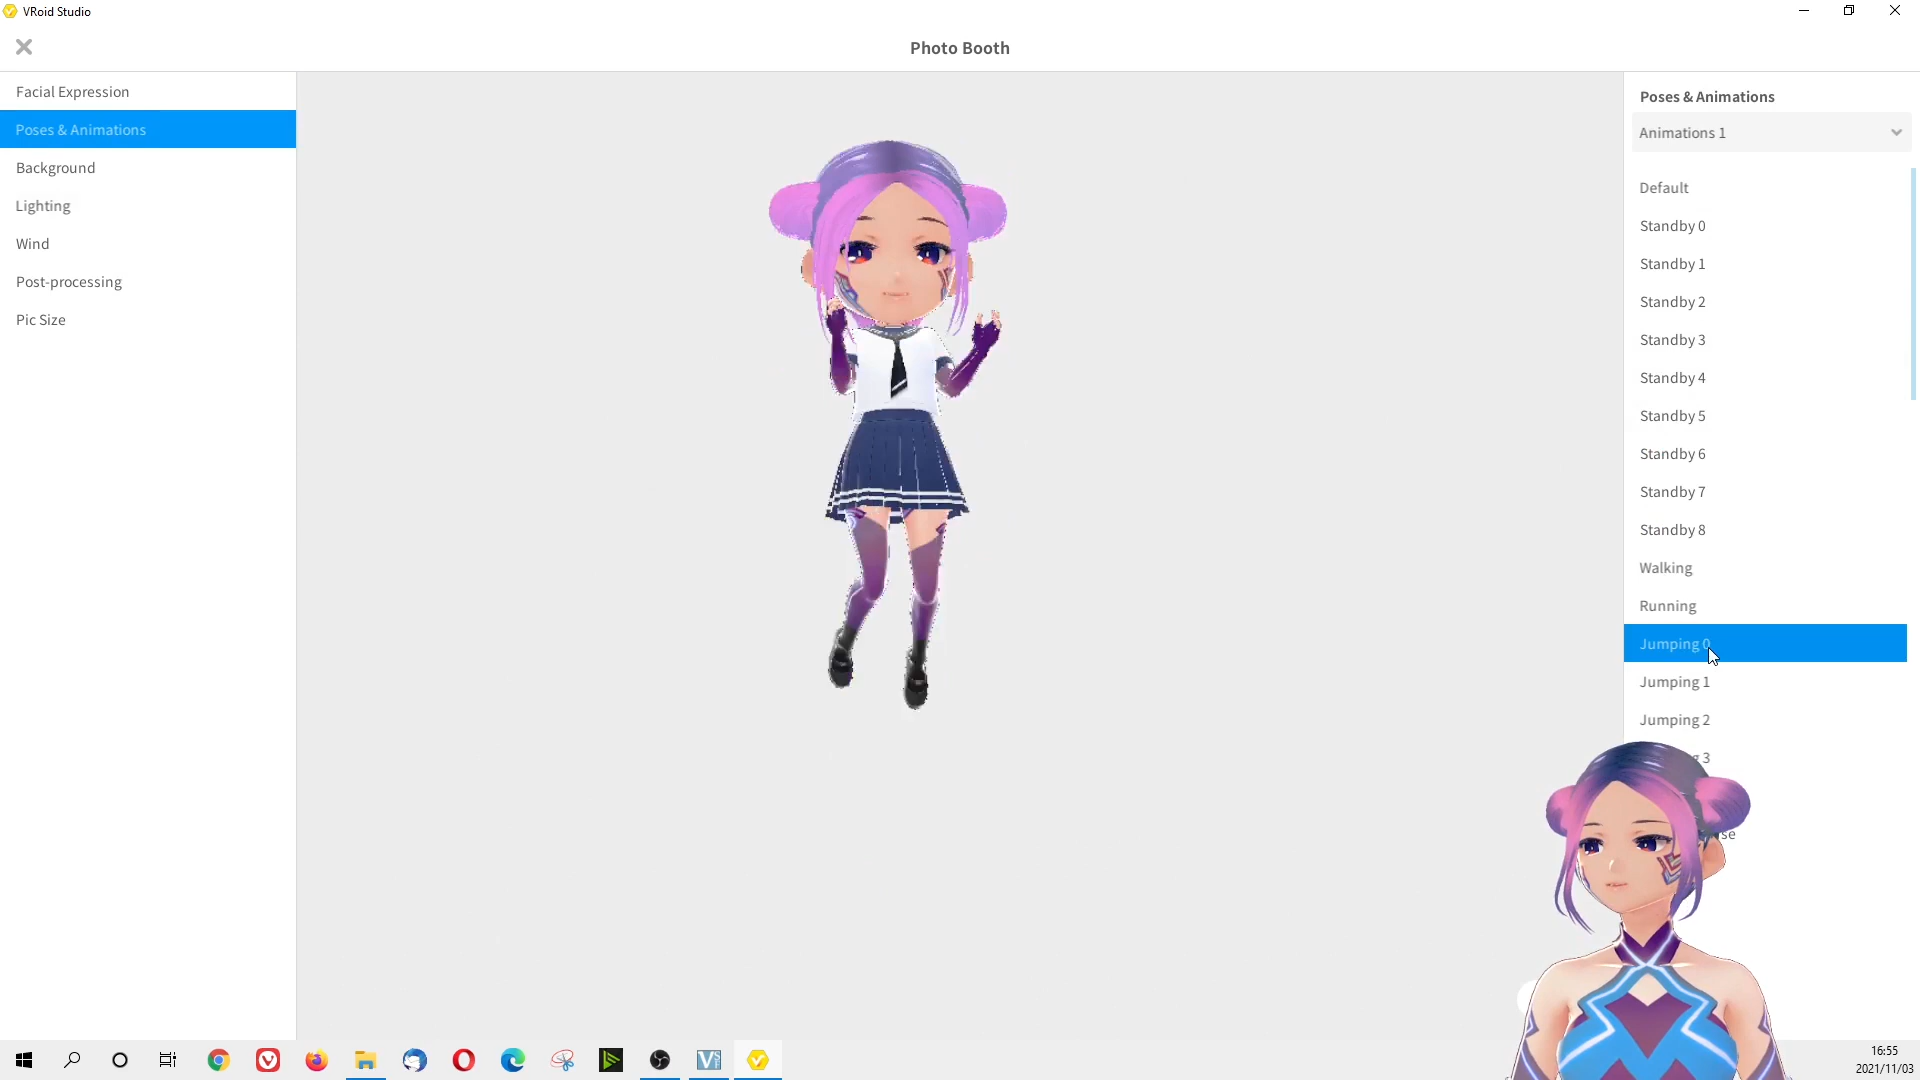 VRoid Studio
Photo Booth
Facial Expression
Poses & Animations
Background
Lighting
Wind
Post-processing
Pic Size
Poses & Animations
Animations 1
Default
Standby 0
Standby 1
Standby 2
Standby 3
Standby 4
Standby 5
Standby 6
Standby 7
Standby 8
Walking
Running
Jumping 0
Jumping 1
Jumping 2
3
16:55
2021/11/03